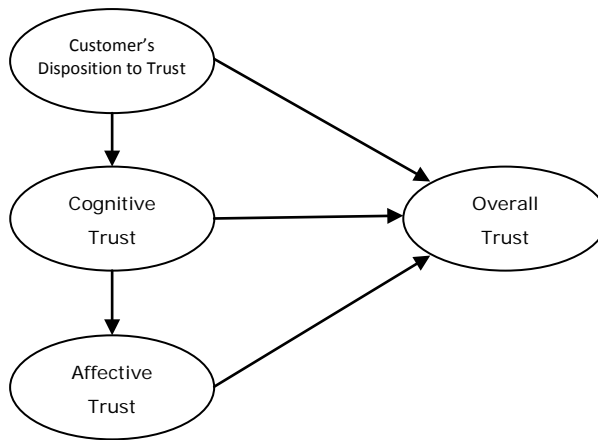 Customer’s
Disposition to Trust
Cognitive
Trust
Overall
Trust
Affective
Trust